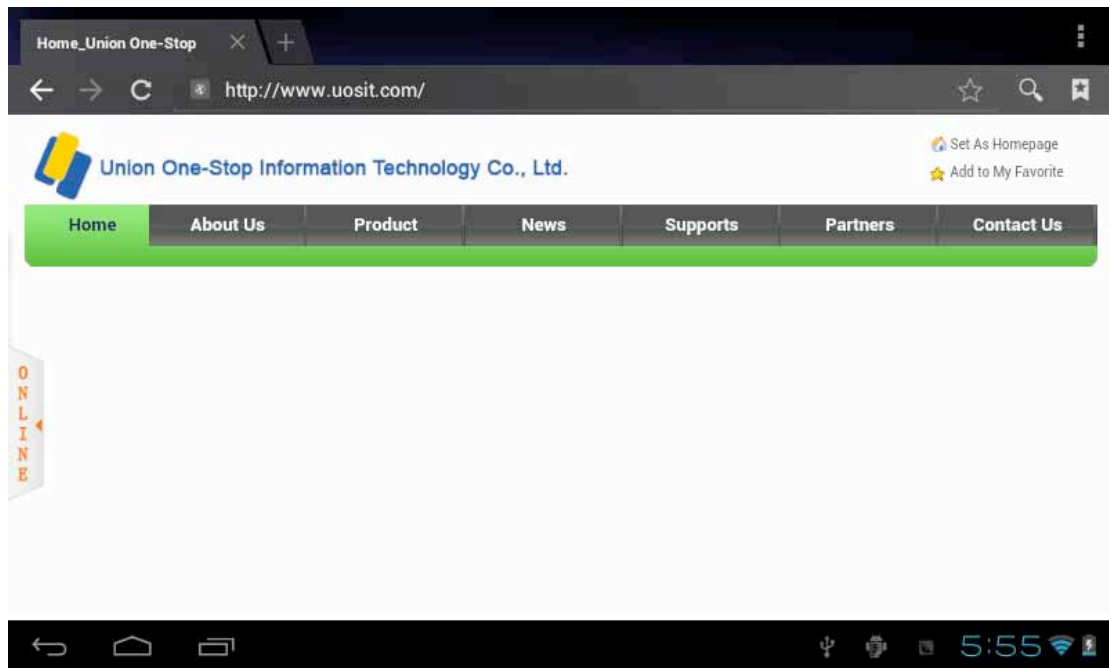 Home_Union One-Stop
http://www.uosit.com/
Set As Homepage
Union One-Stop Information Technology Co., Ltd.
Add to My Favorite
Home About Us Product News Supports Partners Contact Us
ONLINE
5:55